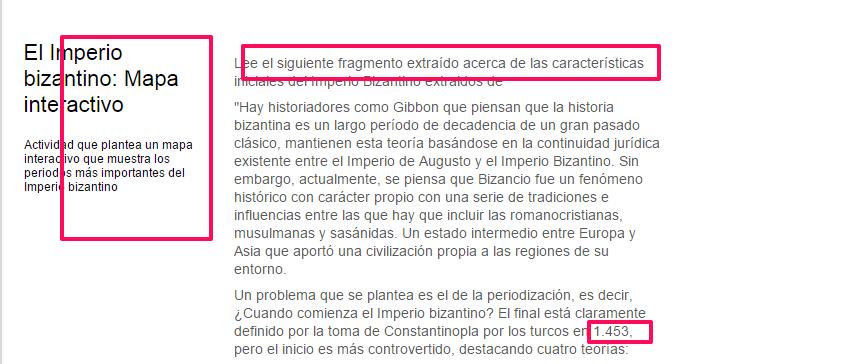 El Imperio
bizantino: Mapa
interactivo
Actividad que plantea un mapa
interactivo que muestra los
periodos más importantes del
Imperio bizantino
Lee el siguiente fragmento extraído acerca de las características
iniciales del Imperio Bizantino extraídos de
"Hay historiadores como Gibbon que piensan que la historia
bizantina es un largo período de decadencia de un gran pasado
clásico, mantienen esta teoría basándose en la continuidad jurídica
existente entre el Imperio de Augusto y el Imperio Bizantino. Sin
embargo, actualmente, se piensa que Bizancio fue un fenómeno
histórico con carácter propio con una serie de tradiciones e
influencias entre las que hay que incluir las romanocristianas,
musulmanas y sasánidas. Un estado intermedio entre Europa y
Asia que aportó una civilización propia a las regiones de su
entorno.
Un problema que se plantea es el de la periodización, es decir,
¿Cuando comienza el Imperio bizantino? El final está claramente
definido por la toma de Constantinopla por los turcos en 1.453,
pero el inicio es más controvertido, destacando cuatro teorías: